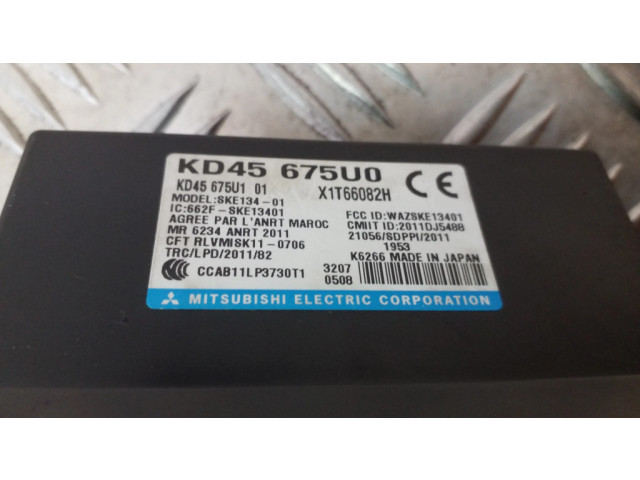 KD45 675U0
KD45 675U1 01 X1T66082H
MODEL:SKE134-01
IC:662F-SKE13401 FCC ID:WAZSKE13401
AGREE PAR L'ANRT MAROC CMIIT ID:2011DJ5488
MR 6234 ANRT 2011 21056/SDPPI/2011
CFT RLVMISK11-0706 1953
TRC/LPD/2011/82 K6266 MADE IN JAPAN
CCC CCAB11LP3730T1 3207
0508
MITSUBISHI ELECTRIC CORPORATION
CE